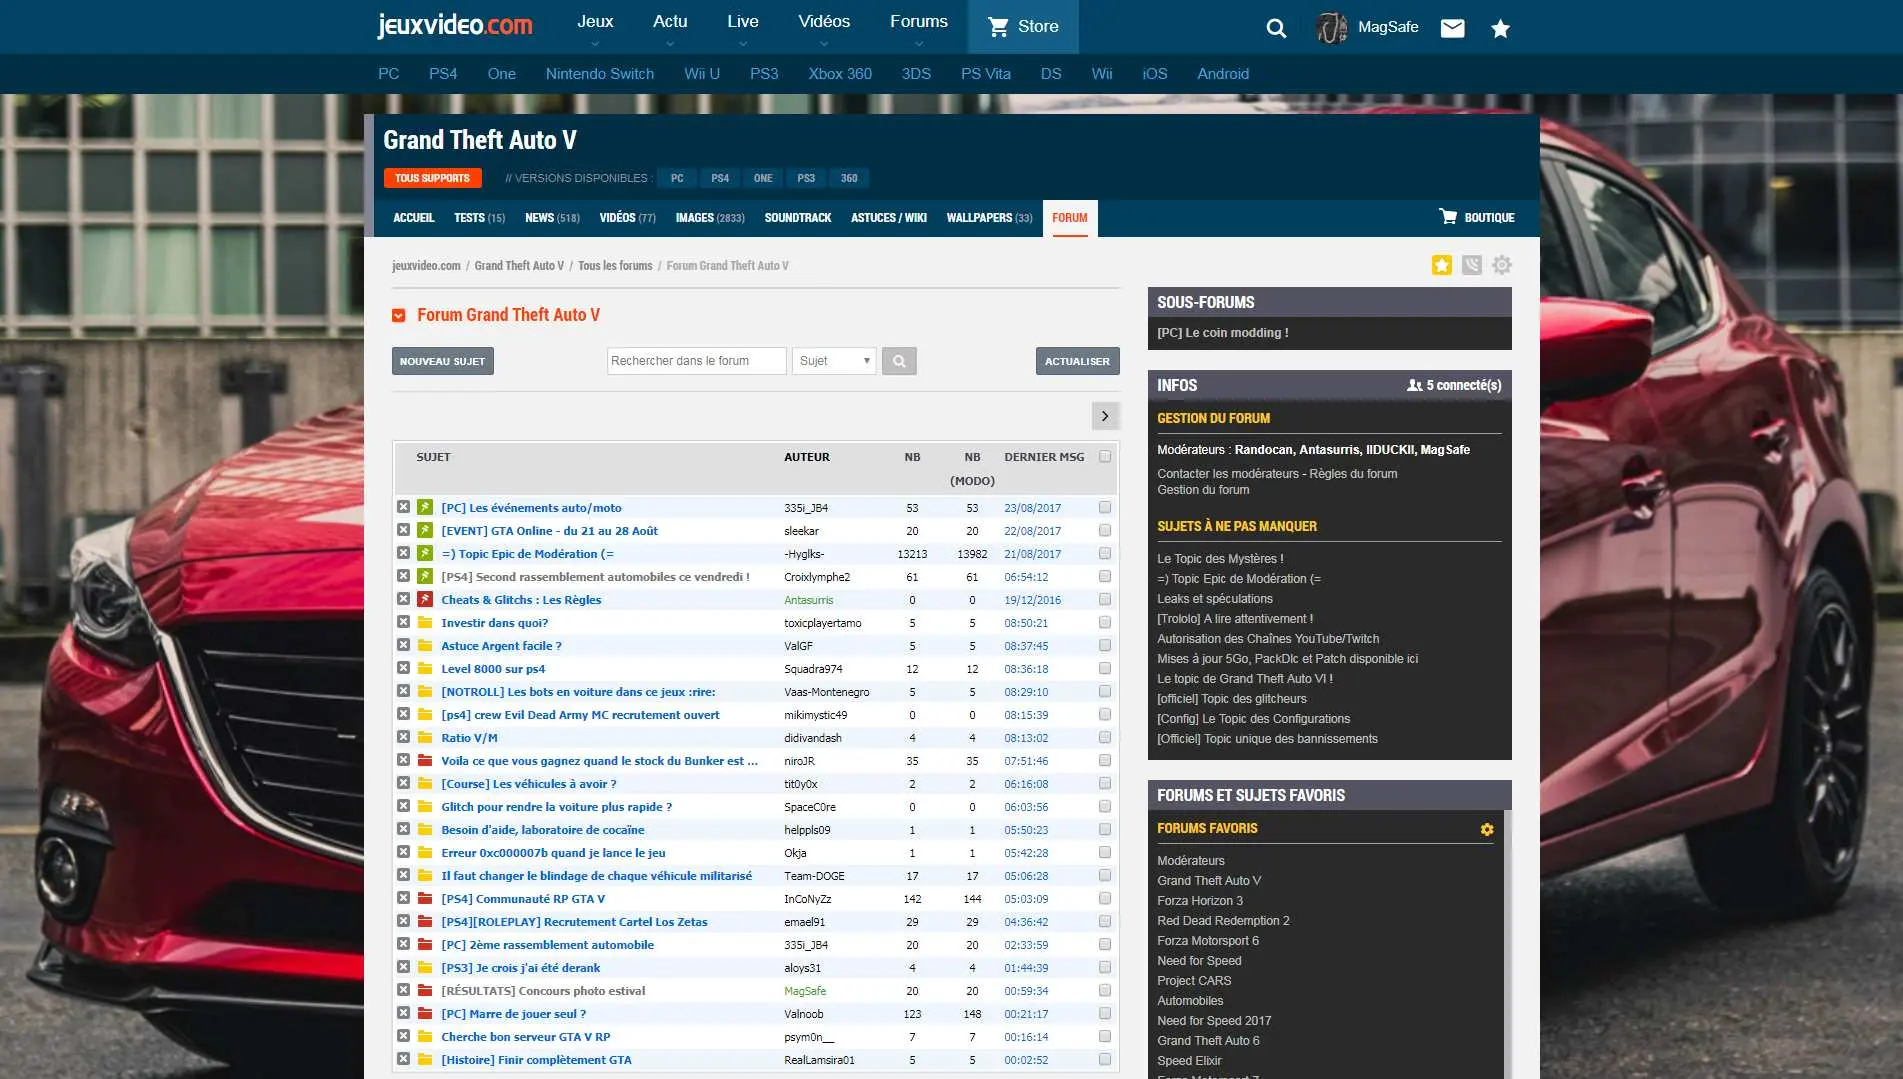 jeuxvideo.com Jeux Actu Live Vidéos Forums Store MagSafe
PC PS4 One Nintendo Switch Wii U PS3 Xbox 360 3DS PS Vita DS Wii iOS Android
Grand Theft Auto V
TOUS SUPPORTS // VERSIONS DISPONIBLES : PC PS4 ONE PS3 360
ACCUEIL TESTS (15) NEWS (518) VIDÉOS (77) IMAGES (2833) SOUNDTRACK ASTUCES / WIKI WALLPAPERS (33) FORUM BOUTIQUE
jeuxvideo.com / Grand Theft Auto V / Tous les forums / Forum Grand Theft Auto V
Forum Grand Theft Auto V
NOUVEAU SUJET Rechercher dans le forum Sujet ACTUALISER
SUJET AUTEUR NB NB (MODO) DERNIER MSG
[PC] Les événements auto/moto 335i_JB4 53 53 23/08/2017
[EVENT] GTA Online - du 21 au 28 Août sleekar 20 20 22/08/2017
=) Topic Epic de Modération (= -Hyglks- 13213 13982 21/08/2017
[PS4] Second rassemblement automobiles ce vendredi ! Croixlymphe2 61 61 06:54:12
Cheats & Glitchs : Les Règles Antasurris 0 0 19/12/2016
Investir dans quoi? toxicplayertamo 5 5 08:50:21
Astuce Argent facile ? ValGF 5 5 08:37:45
Level 8000 sur ps4 Squadra974 12 12 08:36:18
[NOTROLL] Les bots en voiture dans ce jeux :rire: Vaas-Montenegro 5 5 08:29:10
[ps4] crew Evil Dead Army MC recrutement ouvert mikimystic49 0 0 08:15:39
Ratio V/M didivandash 4 4 08:13:02
Voila ce que vous gagnez quand le stock du Bunker est ... niroJR 35 35 07:51:46
[Course] Les véhicules à avoir ? tit0y0x 2 2 06:16:08
Glitch pour rendre la voiture plus rapide ? SpaceC0re 0 0 06:03:56
Besoin d'aide, laboratoire de cocaïne helppls09 1 1 05:50:23
Erreur 0xc000007b quand je lance le jeu Okja 1 1 05:42:28
Il faut changer le blindage de chaque véhicule militarisé Team-DOGE 17 17 05:06:28
[PS4] Communauté RP GTA V InCoNyZz 142 144 05:03:09
[PS4][ROLEPLAY] Recrutement Cartel Los Zetas emael91 29 29 04:36:42
[PC] 2ème rassemblement automobile 335i_JB4 20 20 02:33:59
[PS3] Je crois j'ai été derank aloys31 4 4 01:44:39
[RÉSULTATS] Concours photo estival MagSafe 20 20 00:59:34
[PC] Marre de jouer seul ? Valnoob 123 148 00:21:17
Cherche bon serveur GTA V RP psym0n__ 7 7 00:16:14
[Histoire] Finir complètement GTA RealLamsira01 5 5 00:02:52
SOUS-FORUMS
[PC] Le coin modding !
INFOS 5 connecté(s)
GESTION DU FORUM
Modérateurs : Randocan, Antasurris, IIDUCKII, MagSafe
Contacter les modérateurs - Règles du forum
Gestion du forum
SUJETS À NE PAS MANQUER
Le Topic des Mystères !
=) Topic Epic de Modération (=
Leaks et spéculations
[Trololo] A lire attentivement !
Autorisation des Chaînes YouTube/Twitch
Mises à jour 5Go, PackDlc et Patch disponible ici
Le topic de Grand Theft Auto VI !
[officiel] Topic des glitcheurs
[Config] Le Topic des Configurations
[Officiel] Topic unique des bannissements
FORUMS ET SUJETS FAVORIS
FORUMS FAVORIS
Modérateurs
Grand Theft Auto V
Forza Horizon 3
Red Dead Redemption 2
Forza Motorsport 6
Need for Speed
Project CARS
Automobiles
Need for Speed 2017
Grand Theft Auto 6
Speed Elixir